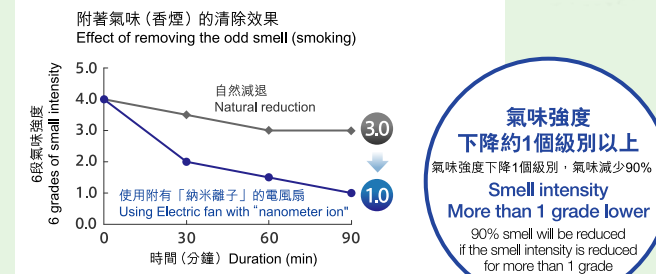 附著氣味 (香煙) 的清除效果
Effect of removing the odd smell (smoking)
6段氣味強度
6 grades of small intensity
5.0
4.0
3.0
2.0
1.0
0.0
自然減退
Natural reduction
3.0
1.0
使用附有「納米離子」的電風扇
Using Electric fan with "nanometer ion"
0
30
60
90
時間 (分鐘) Duration (min)
氣味強度
下降約1個級別以上
氣味強度下降1個級別，氣味減少90%
Smell intensity
More than 1 grade lower
90% smell will be reduced
if the smell intensity is reduced
for more than 1 grade